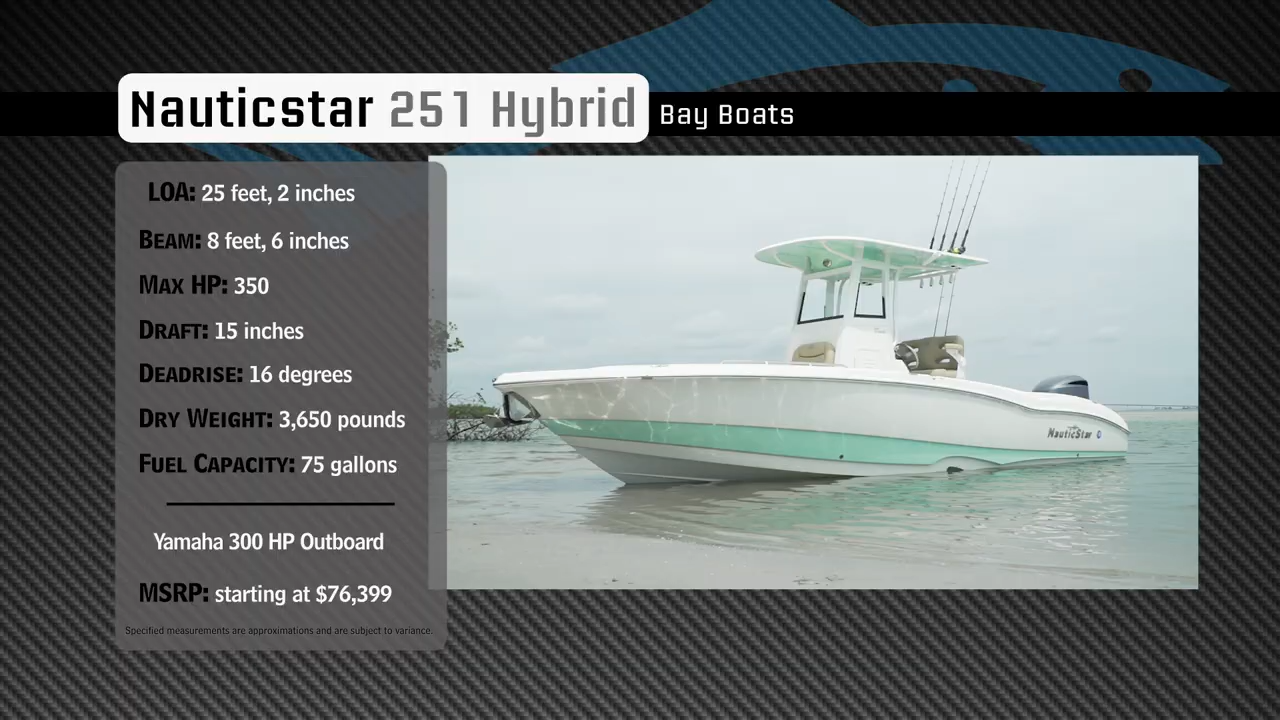 Nauticstar 251 Hybrid Bay Boats
LOA: 25 feet, 2 inches
BEAM: 8 feet, 6 inches
MAX HP: 350
DRAFT: 15 inches
DEADRISE: 16 degrees
DRY WEIGHT: 3,650 pounds
FUEL CAPACITY: 75 gallons
Yamaha 300 HP Outboard
MSRP: starting at $76,399
Specified measurements are approximations and are subject to variance.
NauticStar